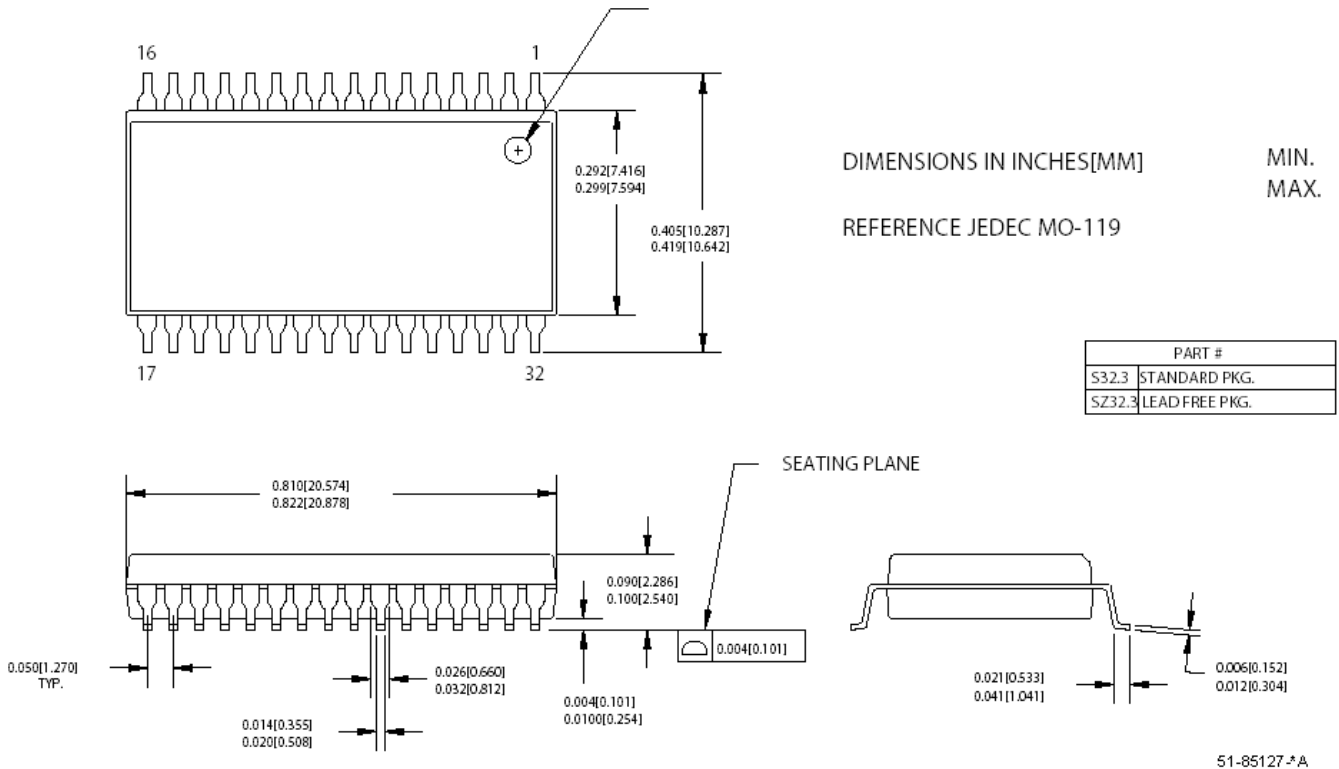 16
1
0.292[7.416]
0.299[7.594]
0.405[10.287]
0.419[10.642]
17
32
DIMENSIONS IN INCHES[MM]
MIN.
MAX.
REFERENCE JEDEC MO-119
PART #
S32.3 STANDARD PKG.
SZ32.3 LEAD FREE PKG.
SEATING PLANE
0.810[20.574]
0.822[20.878]
0.090[2.286]
0.100[2.540]
0.004[0.101]
0.050[1.270]
TYP.
0.026[0.660]
0.032[0.812]
0.014[0.355]
0.020[0.508]
0.004[0.101]
0.0100[0.254]
0.021[0.533]
0.041[1.041]
0.006[0.152]
0.012[0.304]
51-85127-*A